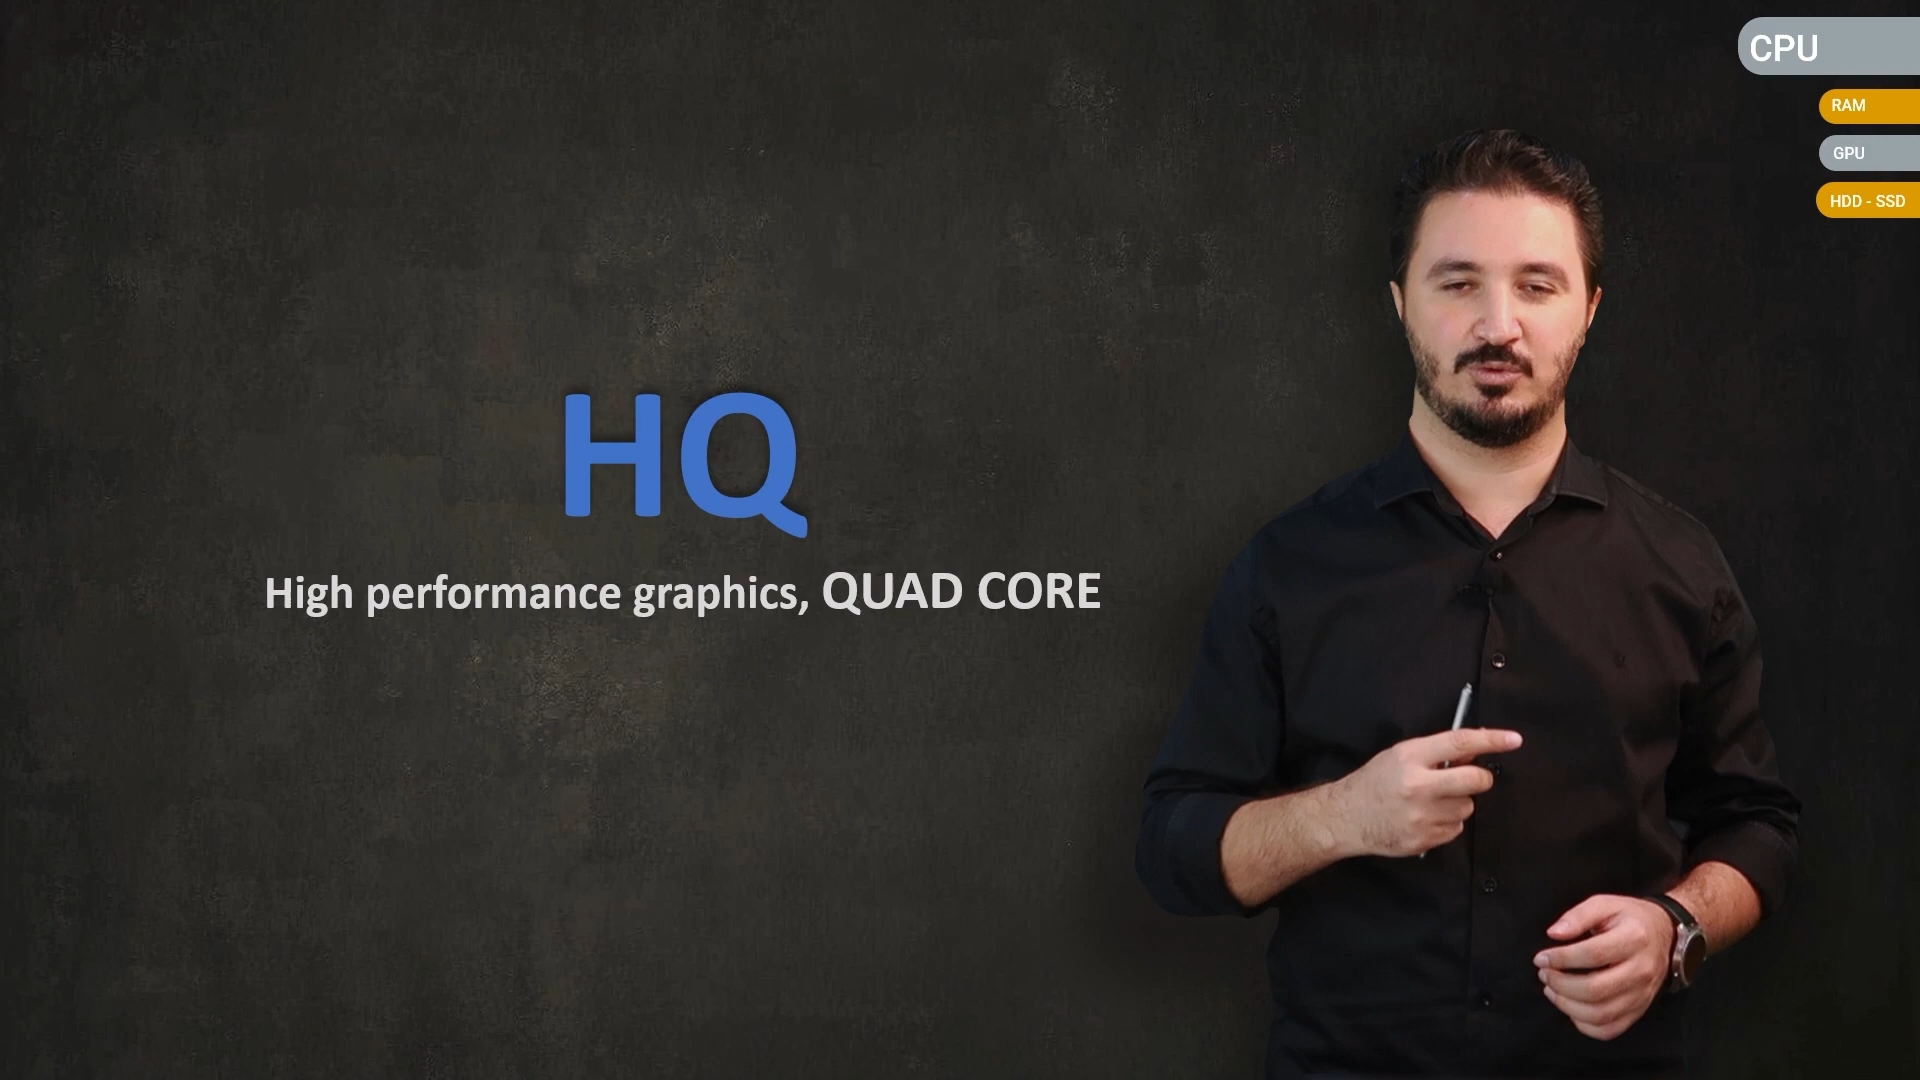 CPU
RAM
GPU
HDD - SSD
HQ
High performance graphics, QUAD CORE